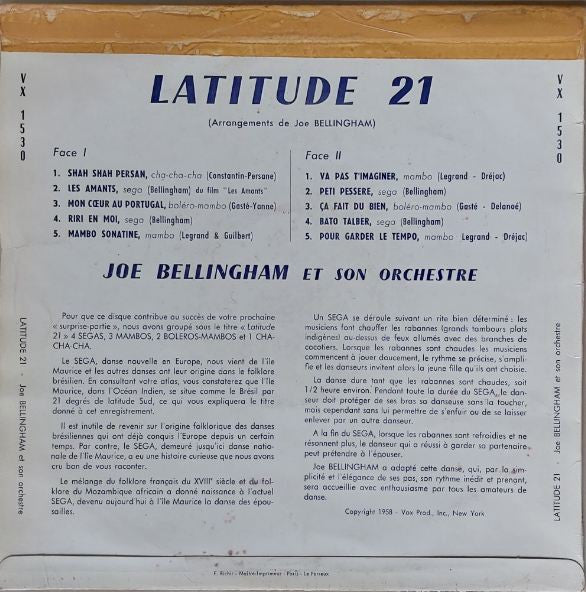 VX 1530
LATITUDE 21
VX 1530
(Arrangements de Joe BELLINGHAM)
Face I
1. SHAH SHAH PERSAN, cha-cha-cha (Constantin-Persane)
2. LES AMANTS, sega (Bellingham) du film "Les Amants"
3. MON CŒUR AU PORTUGAL, boléro-mambo (Gasté-Yanne)
4. RIRI EN MOI, sega (Bellingham)
5. MAMBO SONATINE, mambo (Legrand & Guilbert)
Face II
1. VA PAS T'IMAGINER, mambo (Legrand - Dréjac)
2. PETI PESSERE, sega (Bellingham)
3. ÇA FAIT DU BIEN, boléro-mambo (Gasté - Delanoé)
4. BATO TALBER, sega (Bellingham)
5. POUR GARDER LE TEMPO, mambo Legrand - Dréjac)
JOE BELLINGHAM ET SON ORCHESTRE
Pour que ce disque contribue au succès de votre prochaine
« surprise-partie », nous avons groupé sous le titre « Latitude
21 » 4 SEGAS, 3 MAMBOS, 2 BOLEROS-MAMBOS et 1 CHA-
CHA CHA.
Le SEGA, danse nouvelle en Europe, nous vient de l'Ile
Maurice et les autres danses ont leur origine dans le folklore
brésilien. En consultant votre atlas, vous constaterez que l'Ile
Maurice, dans l'Océan Indien, se situe comme le Brésil par
21 degrés de latitude Sud, ce qui vous expliquera le titre
donné à cet enregistrement.
Il est inutile de revenir sur l'origine folklorique des danses
brésiliennes qui ont déjà conquis l'Europe depuis un certain
temps. Par contre, le SEGA, demeuré jusqu'ici danse natio-
nale de l'Ile Maurice, a eu une histoire curieuse que nous avons
cru bon de vous raconter.
Le mélange du folklore français du XVIIIe siècle et du fol-
klore du Mozambique africain a donné naissance à l'actuel
SEGA, devenu aujourd'hui à l'Ile Maurice la danse des épou-
sailles.
Un SEGA se déroule suivant un rite bien déterminé : les
musiciens font chauffer les rabannes (grands tambours plats
indigènes) au-dessus de feux allumés avec des branches de
cocotiers. Lorsque les rabannes sont chaudes les musiciens
commencent à jouer doucement, le rythme se précise, s'ampli-
fie et les danseurs invitent alors la jeune fille qu'ils ont choisie.
La danse dure tant que les rabannes sont chaudes, soit
1/2 heure environ. Pendant toute la durée du SEGA, le dan-
seur doit protéger de ses bras sa danseuse sans la toucher,
mais cependant sans lui permettre de s'enfuir ou de se laisser
enlever par un autre danseur.
A la fin du SEGA, lorsque les rabannes sont refroidies et ne
résonnent plus, le danseur qui a réussi à garder sa partenaire
peut prétendre à l'épouser.
Joe BELLINGHAM a adapté cette danse, qui, par la sim-
plicité et l'élégance de ses pas, son rythme inédit et prenant,
sera accueillie avec enthousiasme par tous les amateurs de
danse.
Copyright 1958 - Vox Prod., Inc., New York
LATITUDE 21 - Joe BELLINGHAM et son orchestre
LATITUDE 21 - Joe BELLINGHAM et son orchestre
Maître-Imprimeur - Paris - Le Perreux